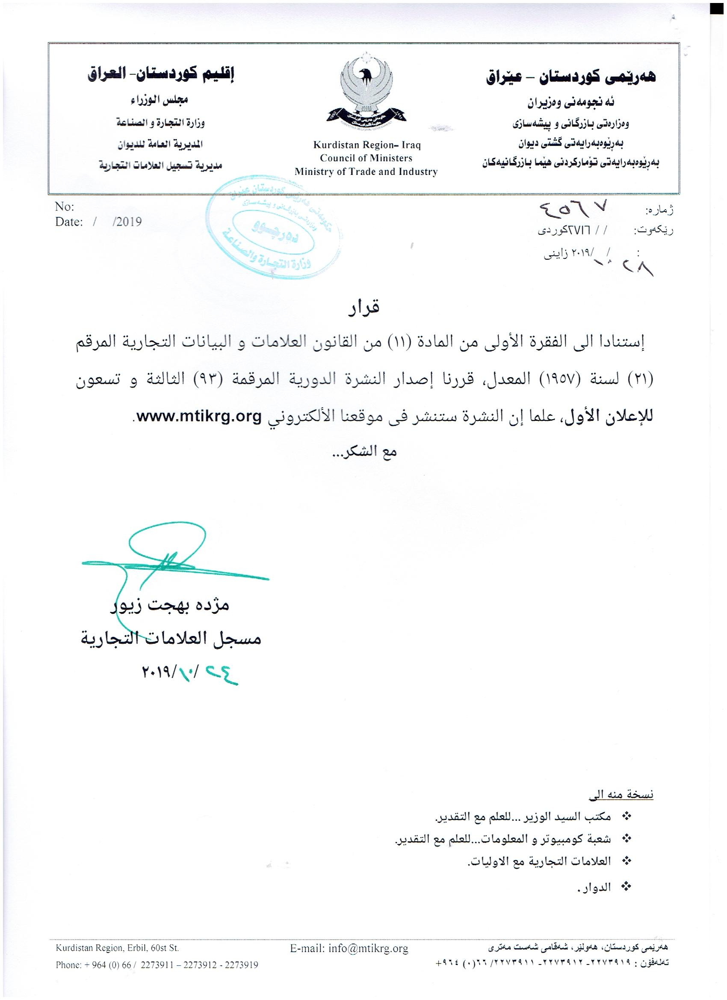 هەرێمی كوردستان – عێراق
ئه نجومەنی وەزیران
وەزارەتی بازرگانی و پیشەسازی
بەڕێوەبەرایەتی گشتی دیوان
بەڕێوەبەرایەتی تۆماركردنی هێما بازرگانیەكان
Kurdistan Region– Iraq
Council of Ministers
Ministry of Trade and Industry
إقليم كوردستان- العراق
مجلس الوزراء
وزارة التجارة و الصناعة
المديرية العامة للديوان
مديرية تسجيل العلامات التجارية
ژمارە: ٤٥٦٧
رێكەوت: / / ٢٧١٦كوردی
: ٢٨ / ١٠ /٢٠١٩ زاینی
No:
Date: / /2019
حكومەتی هەرێمی كوردستان عێراق
وەزارەتی بازرگانی و پیشەسازی
دەرچوو
وزارة التجارة والصناعة
قرار
إستنادا الى الفقرة الأولى من المادة (١١) من القانون العلامات و البيانات التجارية المرقم
(٢١) لسنة (١٩٥٧) المعدل، قررنا إصدار النشرة الدورية المرقمة (٩٣) الثالثة و تسعون
للإعلان الأول، علما إن النشرة ستنشر فى موقعنا الألكتروني www.mtikrg.org.
مع الشكر...
مژده بهجت زيور
مسجل العلامات التجارية
٢٤ /١٠/٢٠١٩
نسخة منه الى
❖ مكتب السيد الوزير ...للعلم مع التقدير.
❖ شعبة كومبيوتر و المعلومات...للعلم مع التقدير.
❖ العلامات التجارية مع الاوليات.
❖ الدوار .
هەرێمی كوردستان، هەولێر، شەقامی شەست مەتری
تەلەفۆن : ٢٢٧٣٩١٩- ٢٢٧٣٩١٢- ٢٢٧٣٩١١/ ٦٦(٠) ٩٦٤+
E-mail: info@mtikrg.org
Kurdistan Region, Erbil, 60st St.
Phone: + 964 (0) 66 / 2273911 – 2273912 - 2273919